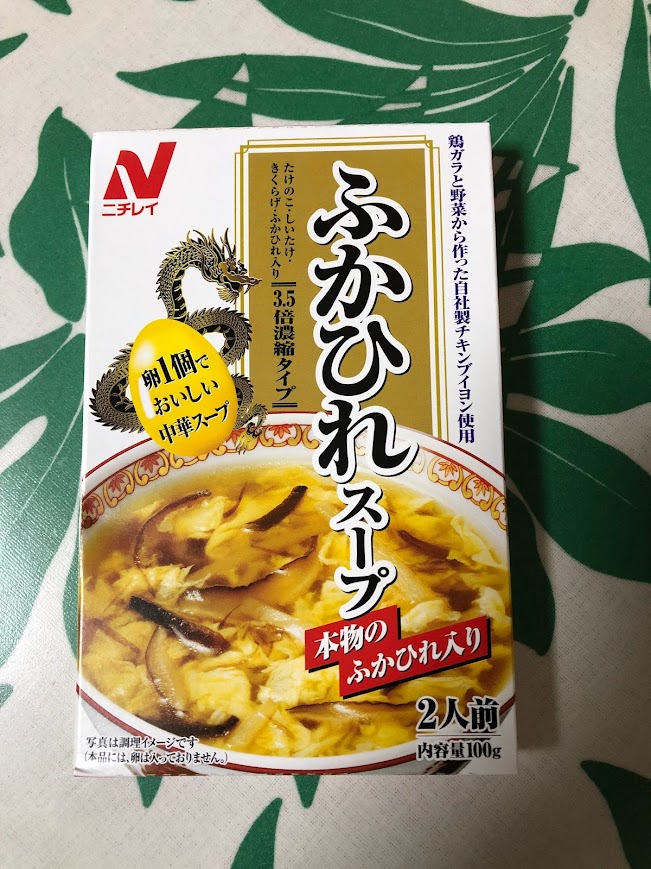 鶏ガラと野菜から作った自社製チキンブイヨン使用
ニチレイ
ふかひれスープ
たけのこ・しいたけ・
きくらげ・ふかひれ入り
3.5倍濃縮タイプ
卵1個で
おいしい
中華スープ
本物の
ふかひれ入り
2人前
内容量100g
写真は調理イメージです
(本品には、卵は入っておりません。)